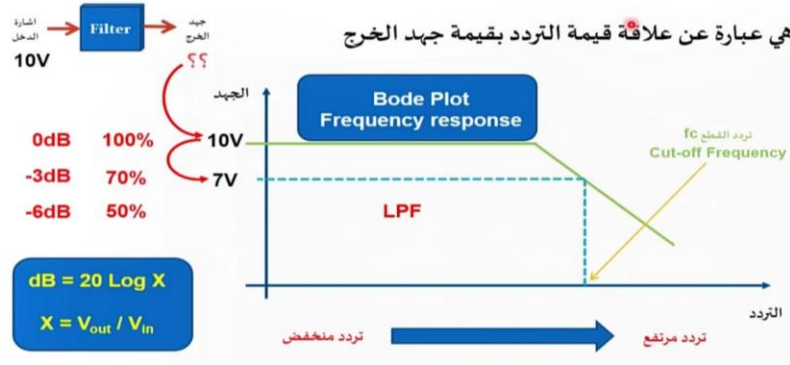 هي عبارة عن علاقة قيمة التردد بقيمة جهد الخرج
اشارة
الدخل
10V
Filter
جهد
الخرج
؟؟
الجهد
Bode Plot
Frequency response
0dB 100% 10V
-3dB 70% 7V
-6dB 50%
LPF
تردد القطع fc
Cut-off Frequency
dB = 20 Log X
X = Vout / Vin
التردد
تردد منخفض
تردد مرتفع